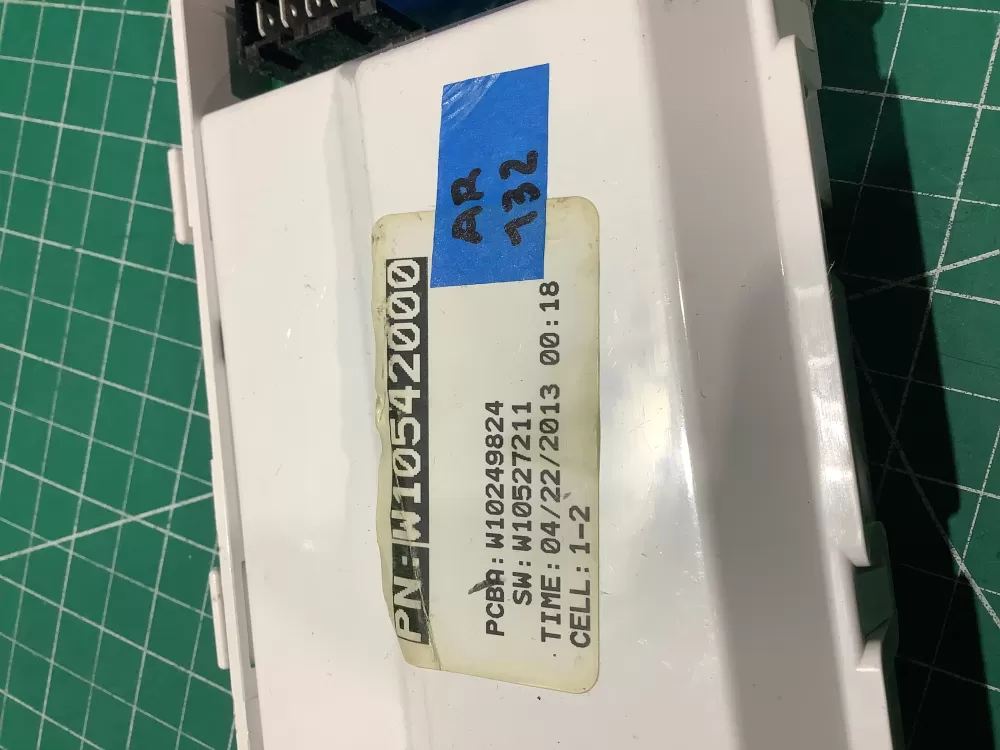 AR
132
PN:W10542000
PCBA:W10249824
SW:W10527211
TIME:04/22/2013 00:18
CELL:1-2